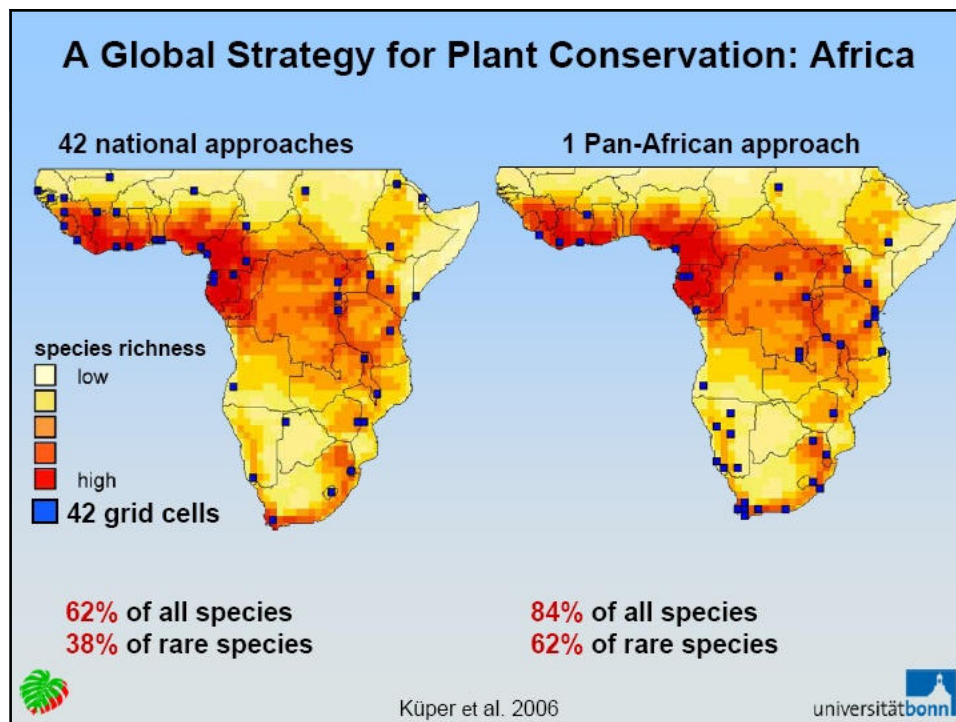 A Global Strategy for Plant Conservation: Africa
42 national approaches
1 Pan-African approach
species richness
low
high
42 grid cells
62% of all species
38% of rare species
84% of all species
62% of rare species
Küper et al. 2006
universitätbonn